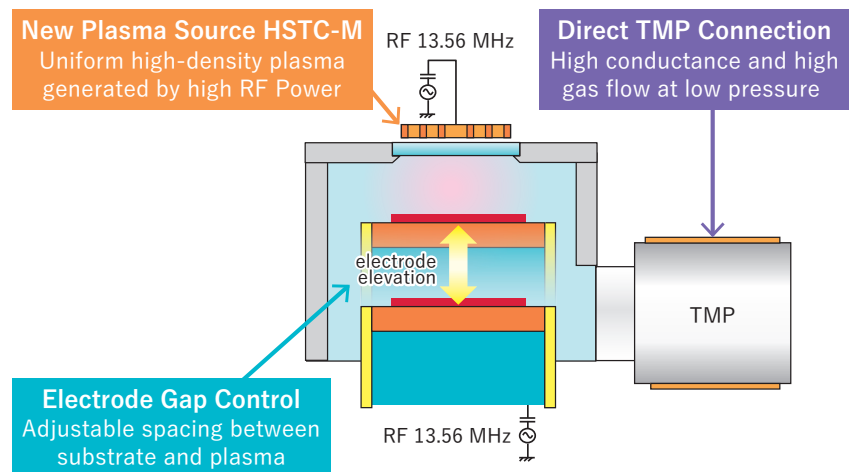 New Plasma Source HSTC-M
Uniform high-density plasma
generated by high RF Power
RF 13.56 MHz
Direct TMP Connection
High conductance and high
gas flow at low pressure
electrode
elevation
TMP
Electrode Gap Control
Adjustable spacing between
substrate and plasma
RF 13.56 MHz